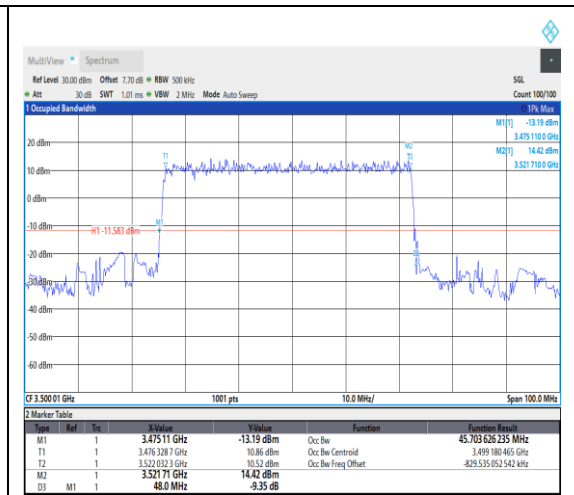 MultiView Spectrum
Ref Level 30.00 dBm Offset 7.70 dB RBW 500 kHz SGL
Att 30 dB SWT 1.01 ms VBW 2 MHz Mode Auto Sweep Count 100/100
1 Occupied Bandwidth 1Pk Max
M1[1] -13.19 dBm
3.475 110 0 GHz
M2[1] 14.42 dBm
3.521 710 0 GHz
20 dBm
M2
T1 T2
10 dBm
0 dBm
-10 dBm
M1
H1 -11.583 dBm
-20 dBm
-30 dBm
-40 dBm
-50 dBm
-60 dBm
CF 3.500 01 GHz 1001 pts 10.0 MHz/ Span 100.0 MHz
2 Marker Table
Type Ref Trc X-Value Y-Value Function Function Result
M1 1 3.475 11 GHz -13.19 dBm Occ Bw 45.703 626 235 MHz
T1 1 3.476 328 7 GHz 10.86 dBm Occ Bw Centroid 3.499 180 465 GHz
T2 1 3.522 032 3 GHz 10.52 dBm Occ Bw Freq Offset -829.535 052 542 kHz
M2 1 3.521 71 GHz 14.42 dBm
D3 M1 1 48.0 MHz -9.35 dB